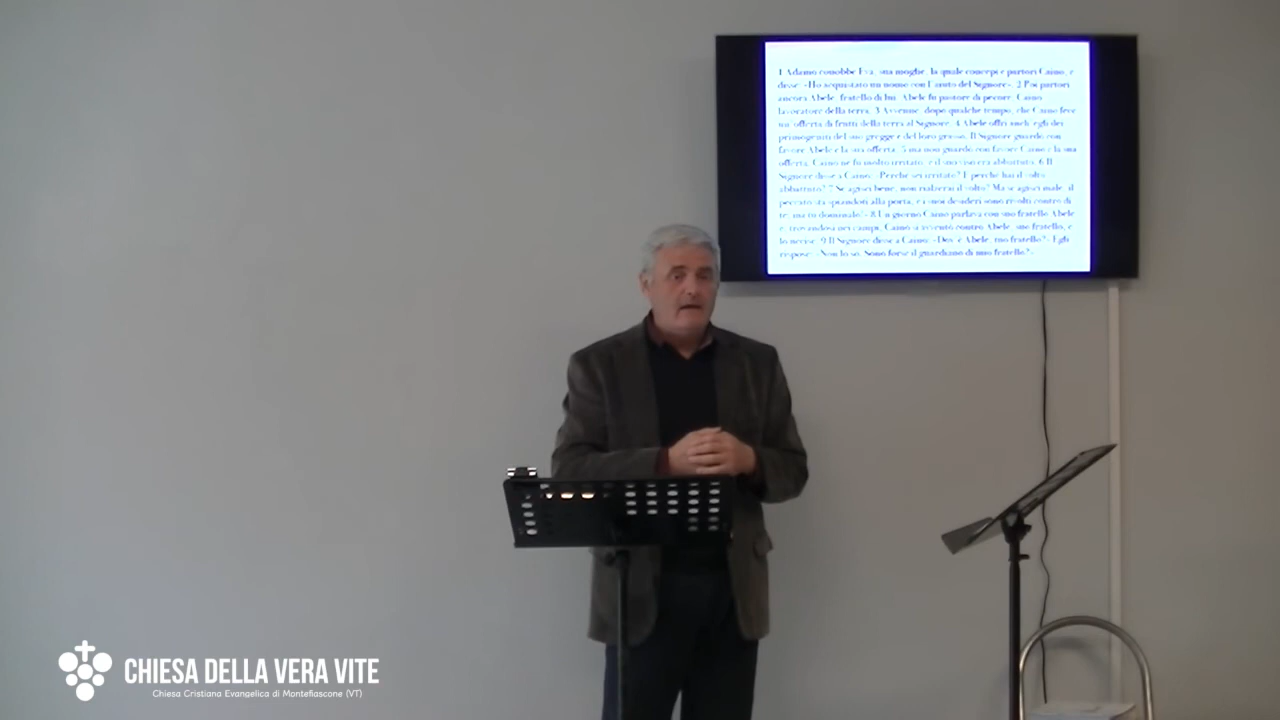 1 Adamo conobbe Eva, sua moglie, la quale concepì e partorì Caino, e
disse: «Ho acquistato un uomo con l'aiuto del Signore». 2 Poi partorì
ancora Abele, fratello di lui. Abele fu pastore di pecore; Caino
lavoratore della terra. 3 Avvenne, dopo qualche tempo, che Caino fece
un' offerta di frutti della terra al Signore. 4 Abele offrì anch'egli dei
primogeniti del suo gregge e del loro grasso. Il Signore guardò con
favore Abele e la sua offerta, 5 ma non guardò con favore Caino e la sua
offerta. Caino ne fu molto irritato, e il suo viso era abbattuto. 6 Il
Signore disse a Caino: «Perché sei irritato? E perché hai il volto
abbattuto? 7 Se agisci bene, non rialzerai il volto? Ma se agisci male, il
peccato sta spiandoti alla porta, e i suoi desideri sono rivolti contro di
te; ma tu dominalo!» 8 Un giorno Caino parlava con suo fratello Abele
e, trovandosi nei campi, Caino si avventò contro Abele, suo fratello, e
lo uccise. 9 Il Signore disse a Caino: «Dov'è Abele, tuo fratello?» Egli
rispose: «Non lo so. Sono forse il guardiano di mio fratello?»
CHIESA DELLA VERA VITE
Chiesa Cristiana Evangelica di Montefiascone (VT)